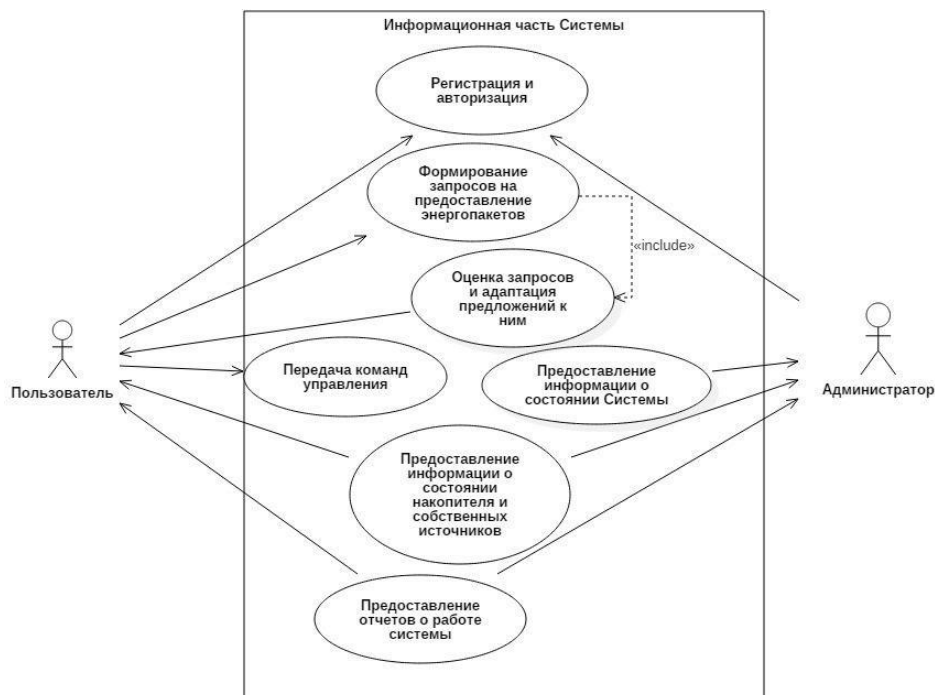 Информационная часть Системы
Регистрация и
авторизация
Формирование
запросов на
предоставление
энергопакетов
«include»
Оценка запросов
и адаптация
предложений к
ним
Пользователь
Передача команд
управления
Предоставление
информации о
состоянии Системы
Администратор
Предоставление
информации о
состоянии
накопителя и
собственных
источников
Предоставление
отчетов о работе
системы